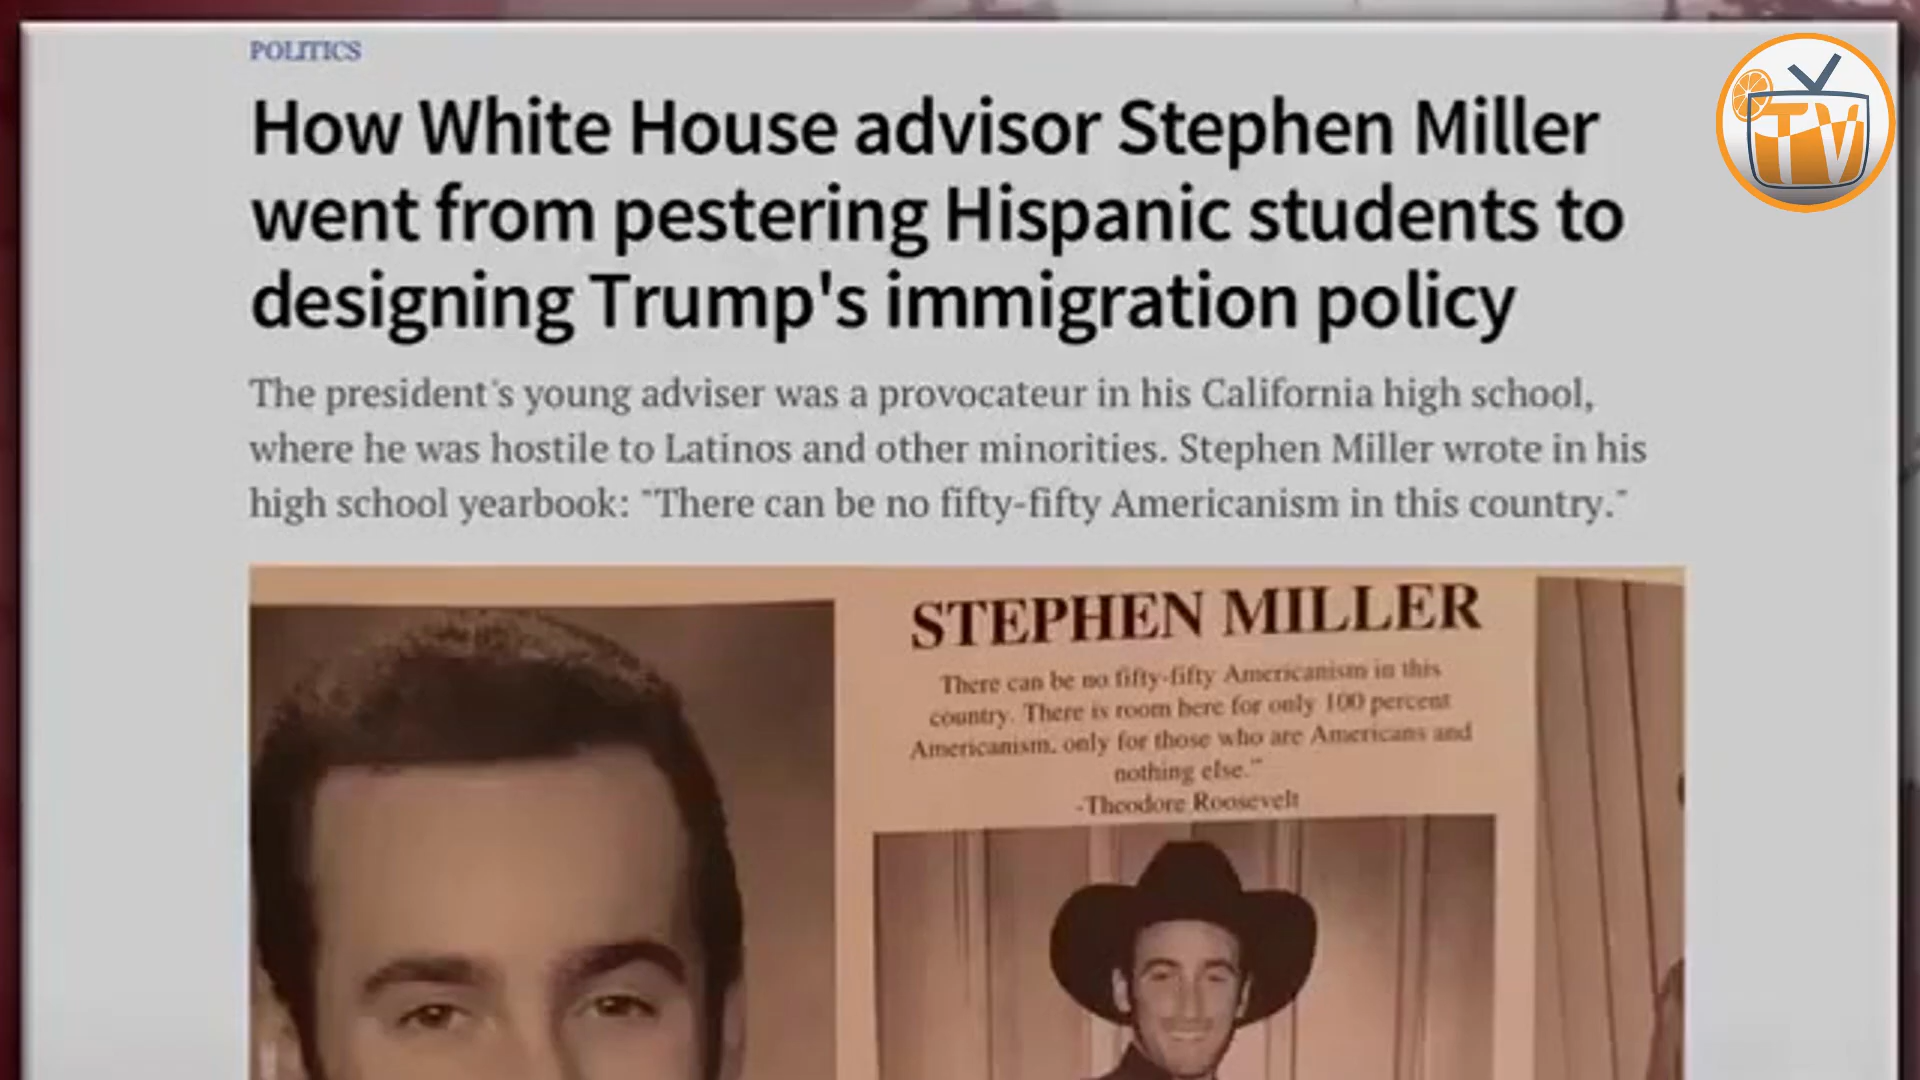 POLITICS
How White House advisor Stephen Miller
went from pestering Hispanic students to
designing Trump's immigration policy
The president's young adviser was a provocateur in his California high school,
where he was hostile to Latinos and other minorities. Stephen Miller wrote in his
high school yearbook: "There can be no fifty-fifty Americanism in this country."
STEPHEN MILLER
There can be no fifty-fifty Americanism in this
country. There is room here for only 100 percent
Americanism, only for those who are Americans and
nothing else."
-Theodore Roosevelt
TV